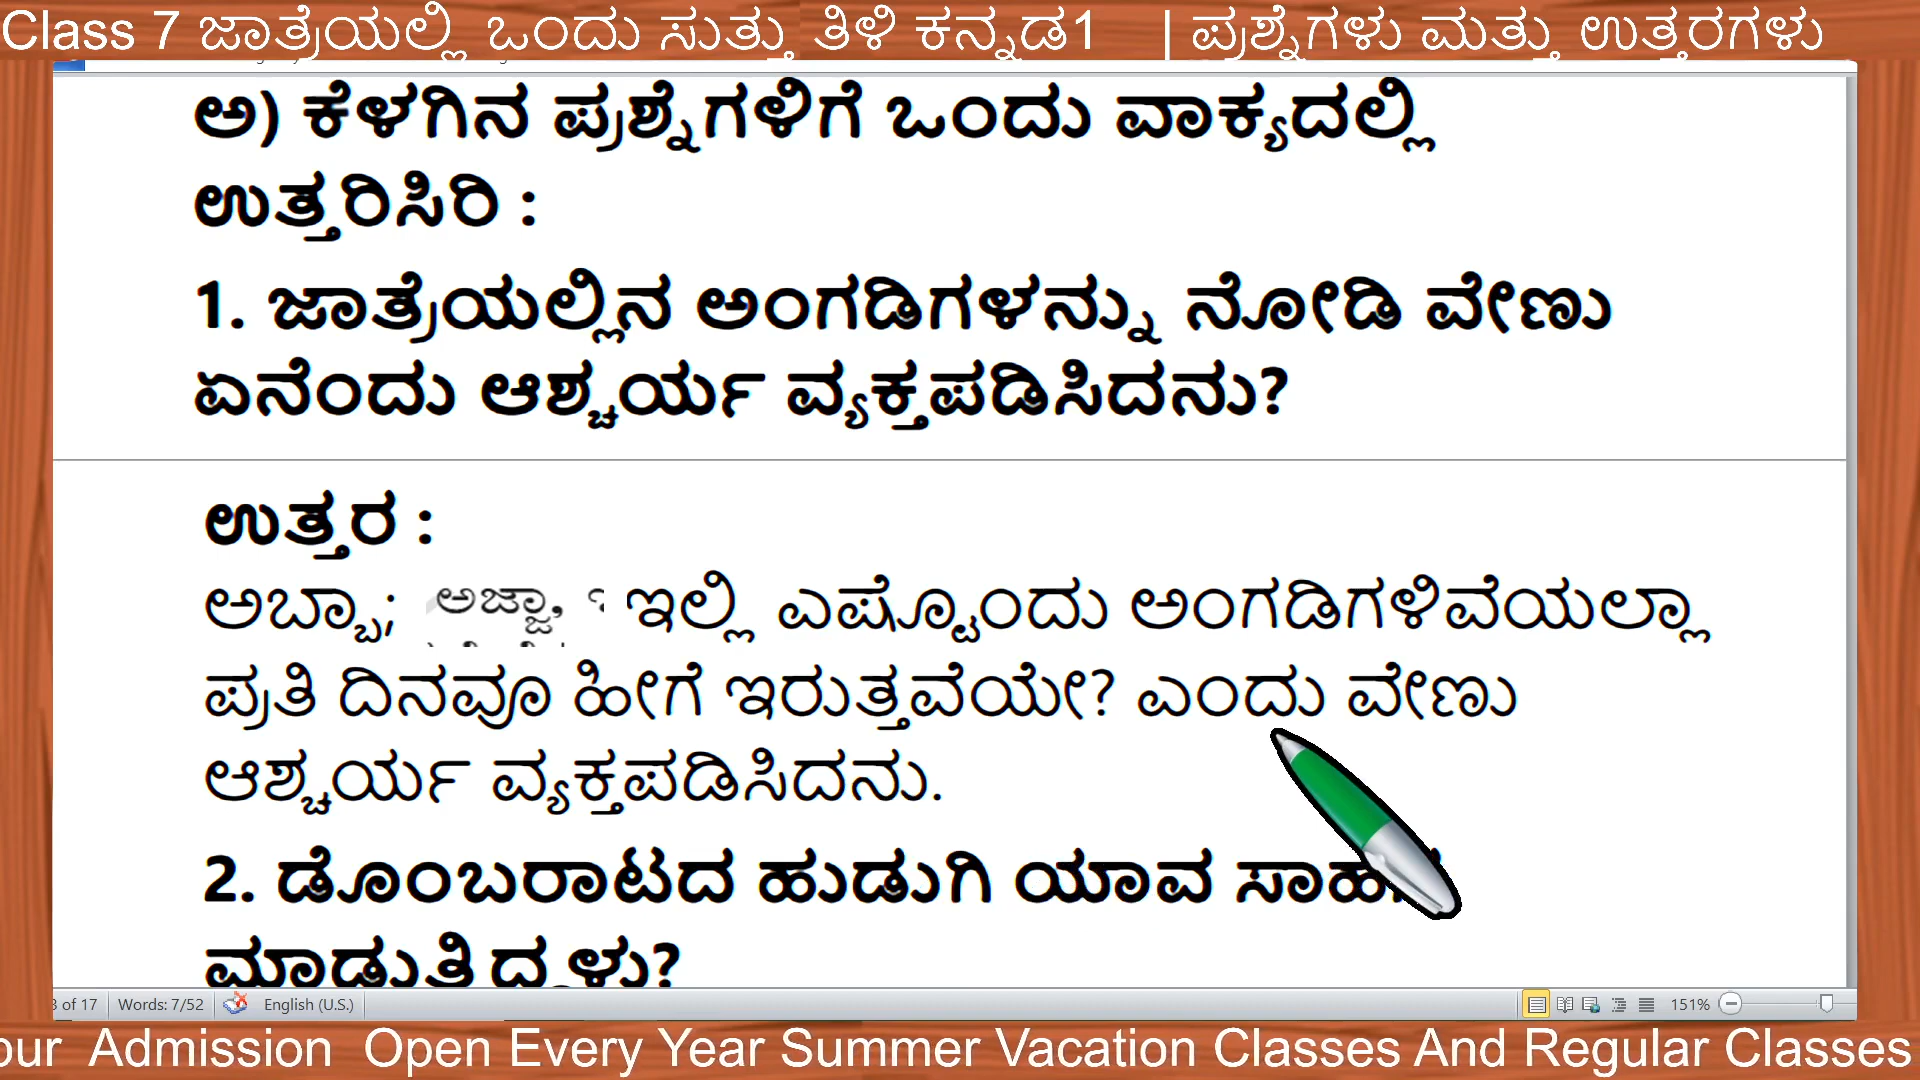 Class 7 ಜಾತ್ರೆಯಲ್ಲಿ ಒಂದು ಸುತ್ತು ತಿಳಿ ಕನ್ನಡ1 | ಪ್ರಶ್ನೆಗಳು ಮತ್ತು ಉತ್ತರಗಳು
ಅ) ಕೆಳಗಿನ ಪ್ರಶ್ನೆಗಳಿಗೆ ಒಂದು ವಾಕ್ಯದಲ್ಲಿ
ಉತ್ತರಿಸಿರಿ :
1. ಜಾತ್ರೆಯಲ್ಲಿನ ಅಂಗಡಿಗಳನ್ನು ನೋಡಿ ವೇಣು
ಏನೆಂದು ಆಶ್ಚರ್ಯ ವ್ಯಕ್ತಪಡಿಸಿದನು?
ಉತ್ತರ :
ಅಬ್ಬಾ; ಅಜ್ಜಾ, ಇಲ್ಲಿ ಎಷ್ಟೊಂದು ಅಂಗಡಿಗಳಿವೆಯಲ್ಲಾ
ಪ್ರತಿ ದಿನವೂ ಹೀಗೆ ಇರುತ್ತವೆಯೇ? ಎಂದು ವೇಣು
ಆಶ್ಚರ್ಯ ವ್ಯಕ್ತಪಡಿಸಿದನು.
2. ಡೊಂಬರಾಟದ ಹುಡುಗಿ ಯಾವ
ಮಾಡುತ್ತಿದ್ದಳು?
of 17 Words: 7/52 English (U.S.) 151%
Admission Open Every Year Summer Vacation Classes And Regular Classes